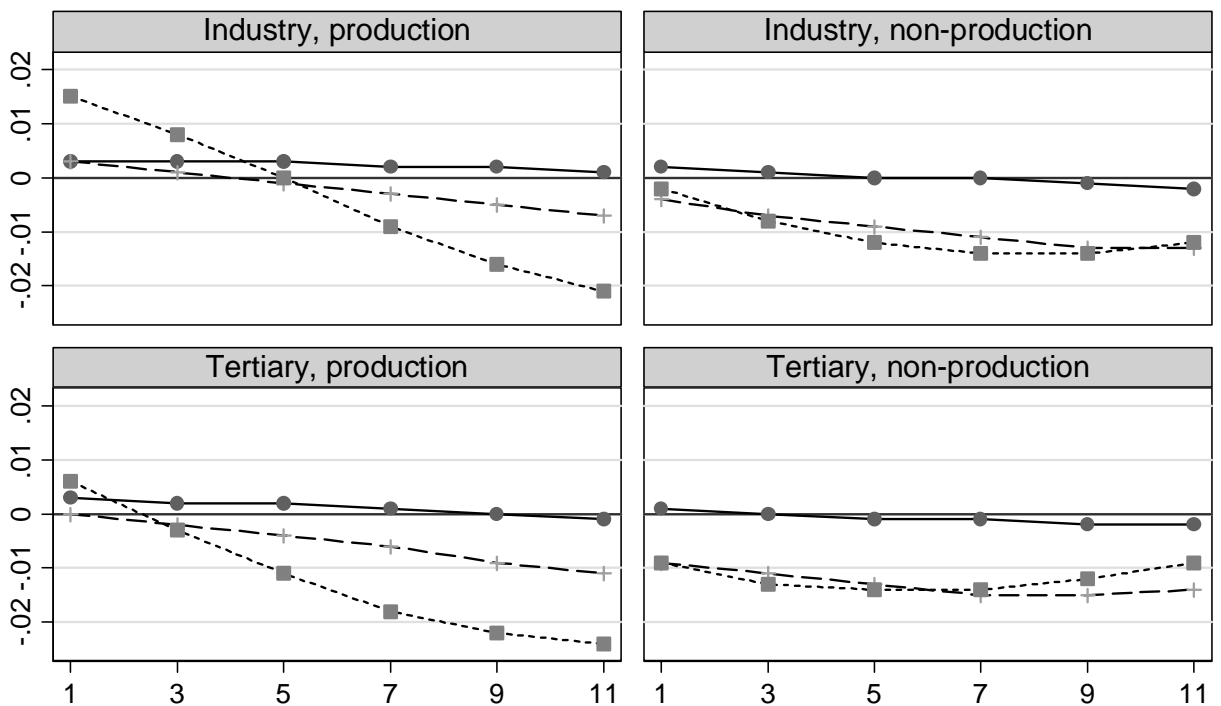 Industry, production
Industry, non-production
.02
.01
0
-.01
-.02
Tertiary, production
Tertiary, non-production
.02
.01
0
-.01
-.02
1 3 5 7 9 11
1 3 5 7 9 11